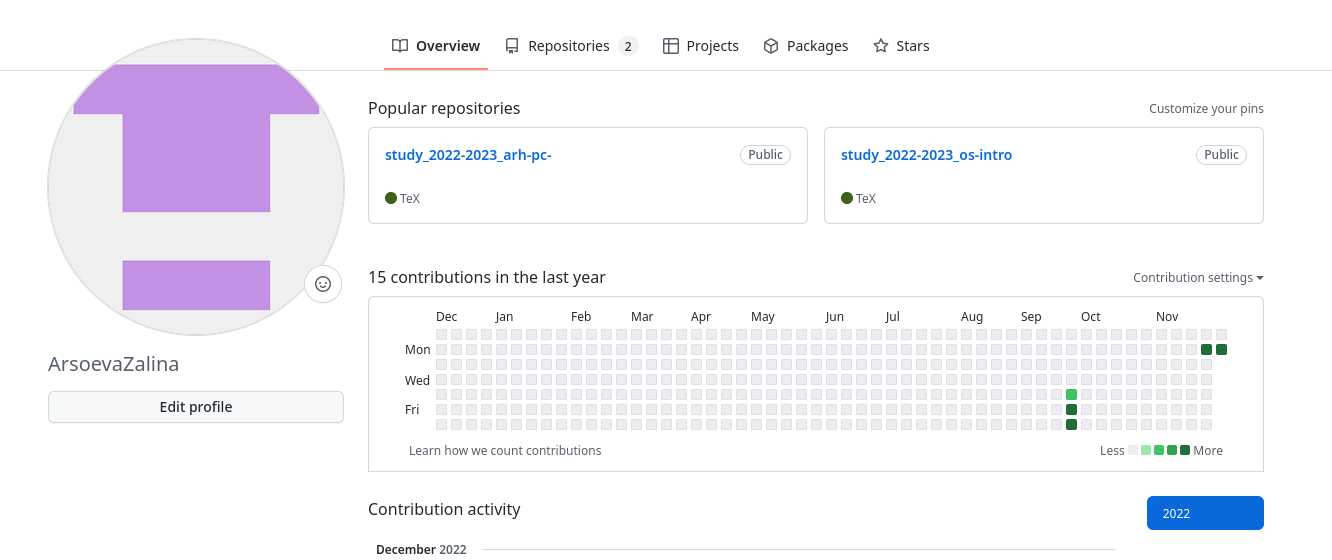 Overview Repositories 2 Projects Packages Stars
Popular repositories Customize your pins
study_2022-2023_arh-pc- Public
TeX
study_2022-2023_os-intro Public
TeX
ArsoevaZalina
Edit profile
15 contributions in the last year Contribution settings
Dec Jan Feb Mar Apr May Jun Jul Aug Sep Oct Nov
Mon
Wed
Fri
Learn how we count contributions Less More
Contribution activity 2022
December 2022